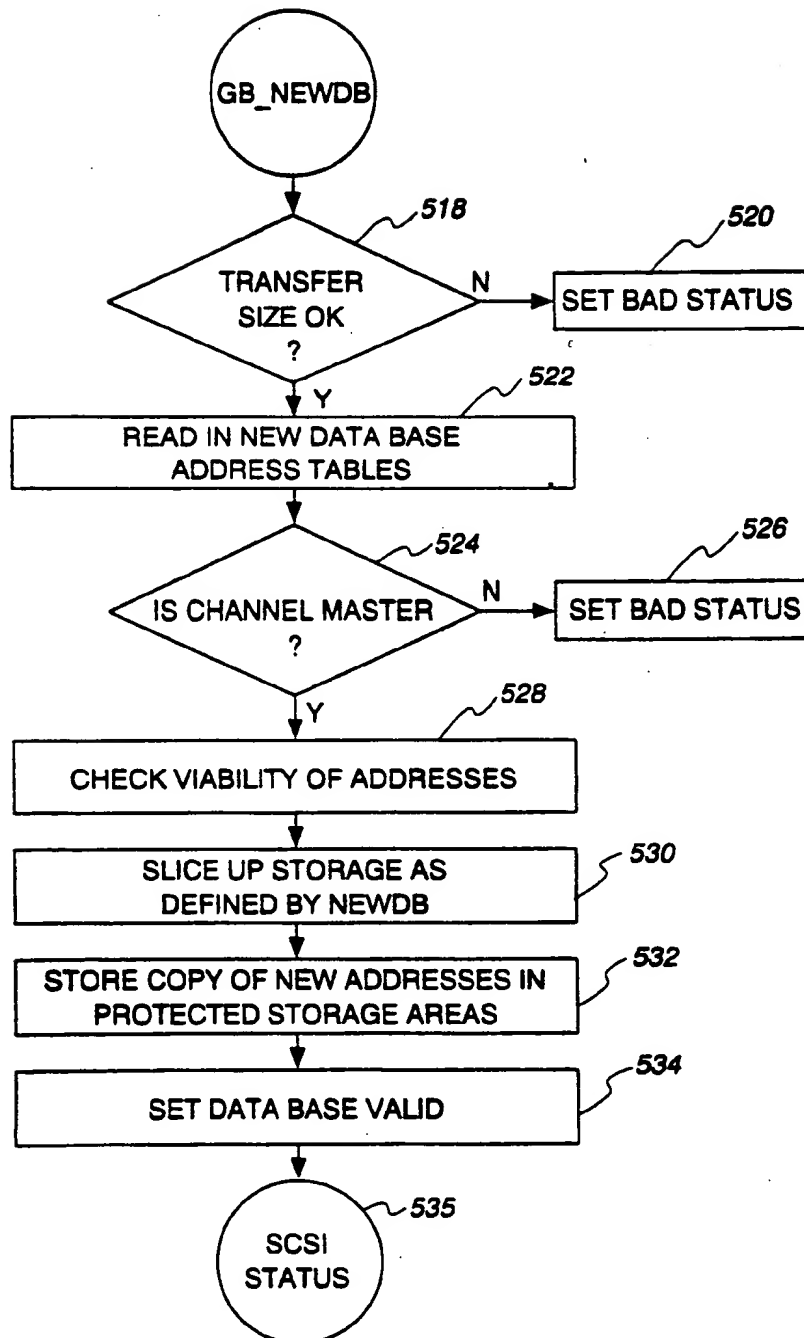 GB_NEWDB
518
520
TRANSFER
SIZE OK
?
N
SET BAD STATUS
Y
522
READ IN NEW DATA BASE
ADDRESS TABLES
524
526
IS CHANNEL MASTER
?
N
SET BAD STATUS
Y
528
CHECK VIABILITY OF ADDRESSES
530
SLICE UP STORAGE AS
DEFINED BY NEWDB
532
STORE COPY OF NEW ADDRESSES IN
PROTECTED STORAGE AREAS
534
SET DATA BASE VALID
535
SCSI
STATUS